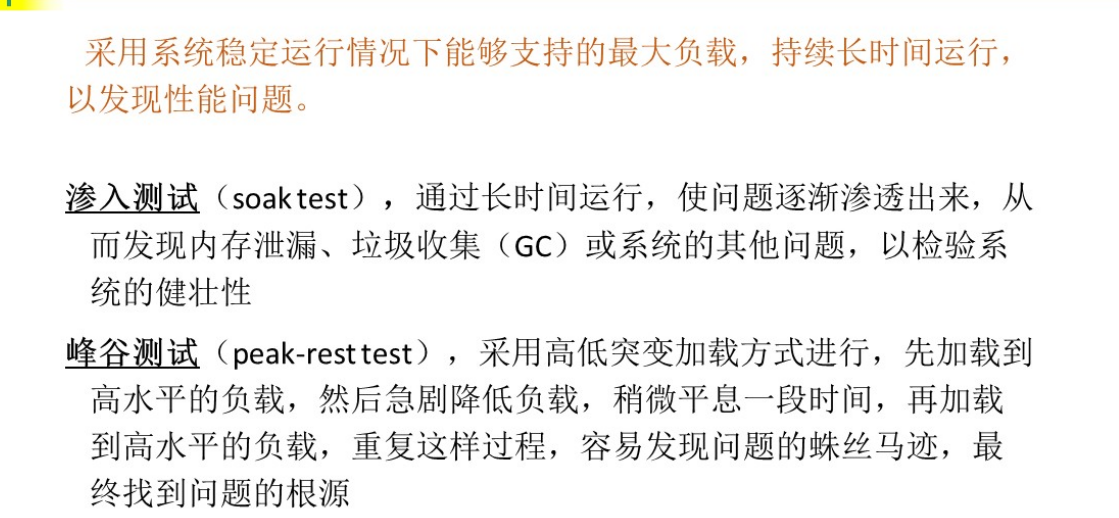 采用系统稳定运行情况下能够支持的最大负载，持续长时间运行，
以发现性能问题。
渗入测试（soak test），通过长时间运行，使问题逐渐渗透出来，从
而发现内存泄漏、垃圾收集（GC）或系统的其他问题，以检验系
统的健壮性
峰谷测试（peak-rest test），采用高低突变加载方式进行，先加载到
高水平的负载，然后急剧降低负载，稍微平息一段时间，再加载
到高水平的负载，重复这样过程，容易发现问题的蛛丝马迹，最
终找到问题的根源